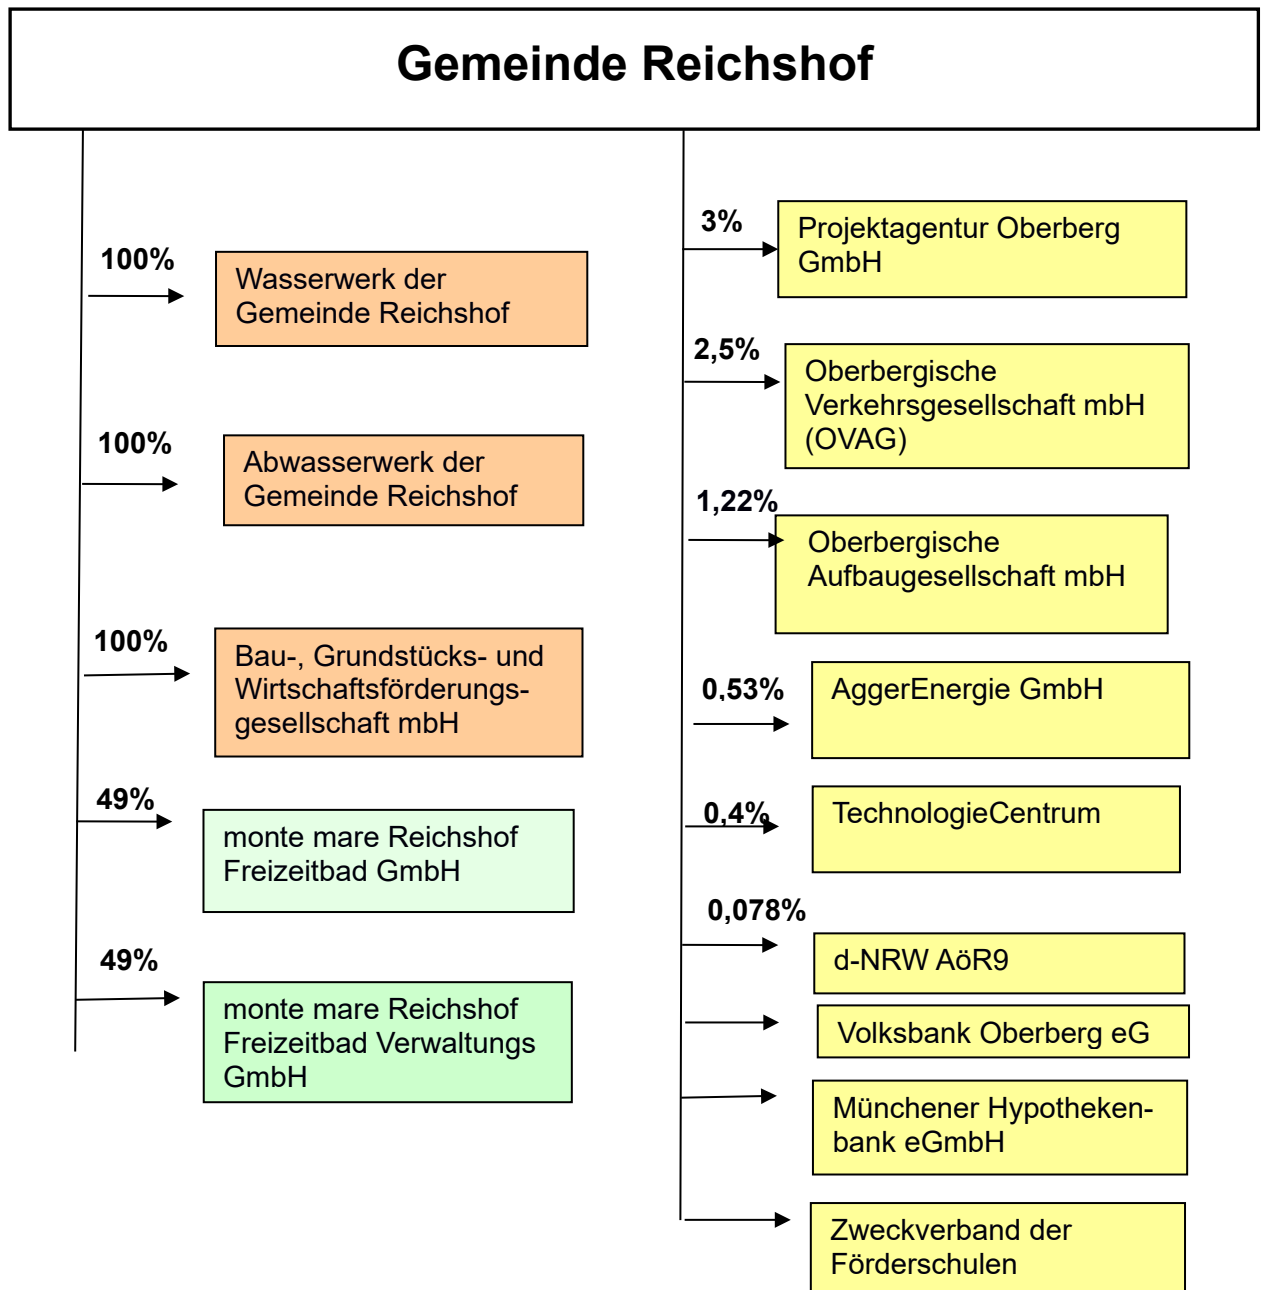 Gemeinde Reichshof
100%
Wasserwerk der
Gemeinde Reichshof
100%
Abwasserwerk der
Gemeinde Reichshof
100%
Bau-, Grundstücks- und
Wirtschaftsförderungs-
gesellschaft mbH
49%
monte mare Reichshof
Freizeitbad GmbH
49%
monte mare Reichshof
Freizeitbad Verwaltungs
GmbH
3%
Projektagentur Oberberg
GmbH
2,5%
Oberbergische
Verkehrsgesellschaft mbH
(OVAG)
1,22%
Oberbergische
Aufbaugesellschaft mbH
0,53%
AggerEnergie GmbH
0,4%
TechnologieCentrum
0,078%
d-NRW AöR9
Volksbank Oberberg eG
Münchener Hypotheken-
bank eGmbH
Zweckverband der
Förderschulen